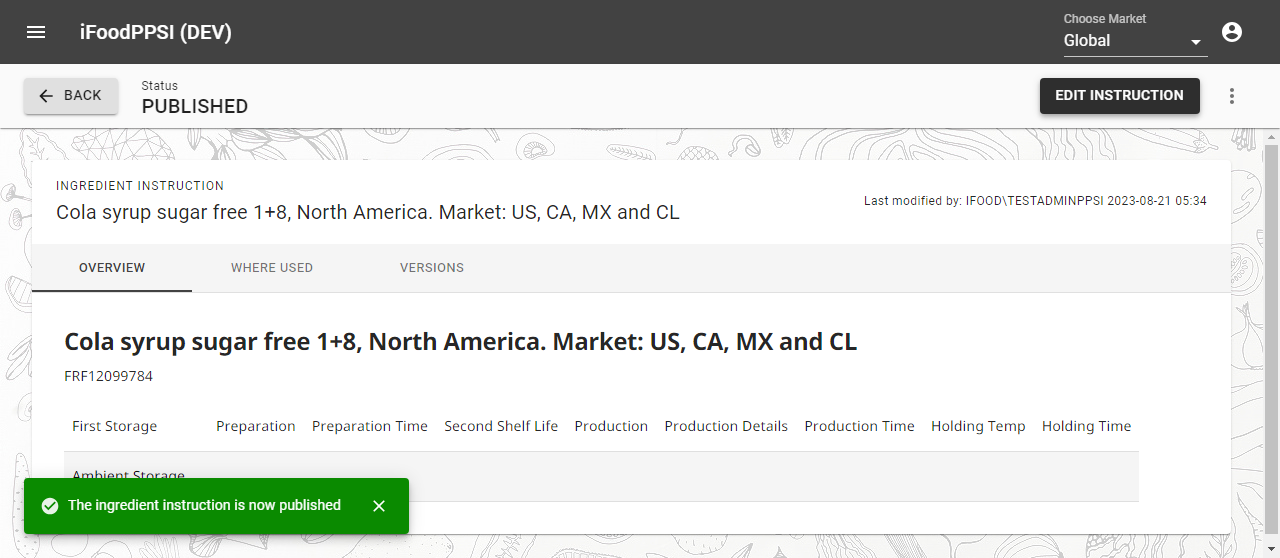 iFoodPPSI (DEV)
Choose Market
Global
BACK
Status
PUBLISHED
EDIT INSTRUCTION
INGREDIENT INSTRUCTION
Cola syrup sugar free 1+8, North America. Market: US, CA, MX and CL
Last modified by: IFOOD\TESTADMINPPSI 2023-08-21 05:34
OVERVIEW WHERE USED VERSIONS
Cola syrup sugar free 1+8, North America. Market: US, CA, MX and CL
FRF12099784
First Storage Preparation Preparation Time Second Shelf Life Production Production Details Production Time Holding Temp Holding Time
Ambient Storage
The ingredient instruction is now published